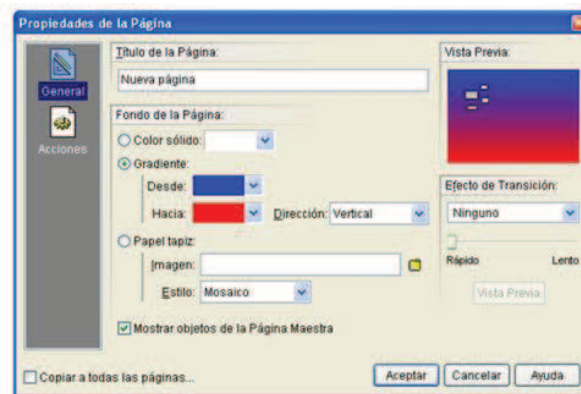 Propiedades de la Página
General
Acciones
Título de la Página:
Nueva página
Fondo de la Página:
Color sólido:
Gradiente:
Desde:
Hacia:
Dirección: Vertical
Papel tapiz:
Imagen:
Estilo: Mosaico
Mostrar objetos de la Página Maestra
Vista Previa:
Efecto de Transición:
Ninguno
Rápido Lento
Vista Previa
Copiar a todas las páginas...
Aceptar Cancelar Ayuda